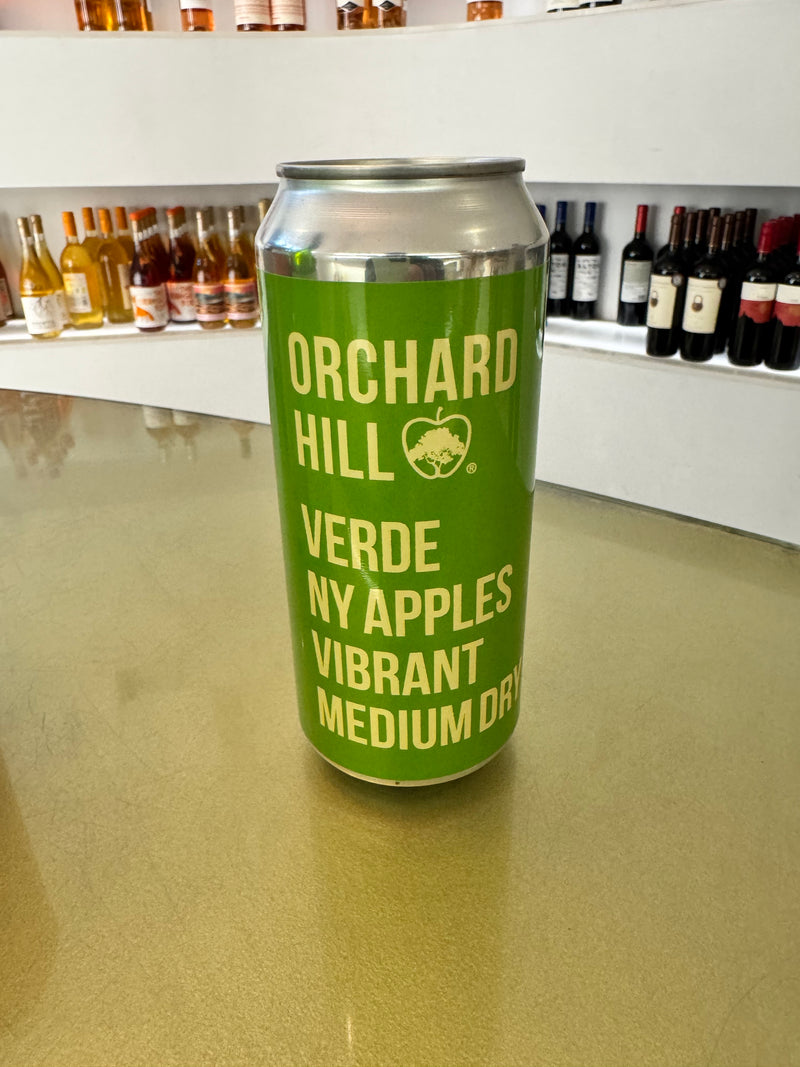 ORCHARD
HILL ®
VERDE
NY APPLES
VIBRANT
MEDIUM DRY